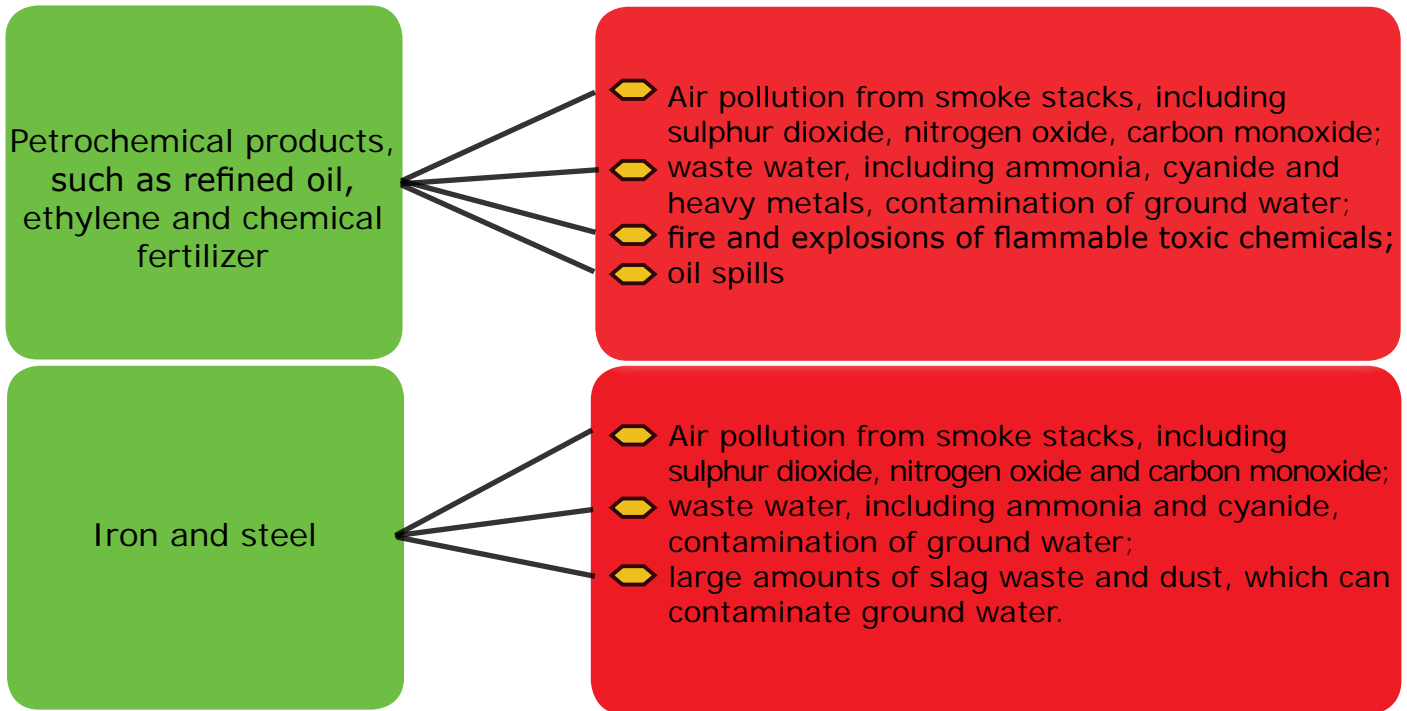 Petrochemical products,
such as refined oil,
ethylene and chemical
fertilizer
Air pollution from smoke stacks, including
sulphur dioxide, nitrogen oxide, carbon monoxide;
waste water, including ammonia, cyanide and
heavy metals, contamination of ground water;
fire and explosions of flammable toxic chemicals;
oil spills
Iron and steel
Air pollution from smoke stacks, including
sulphur dioxide, nitrogen oxide and carbon monoxide;
waste water, including ammonia and cyanide,
contamination of ground water;
large amounts of slag waste and dust, which can
contaminate ground water.